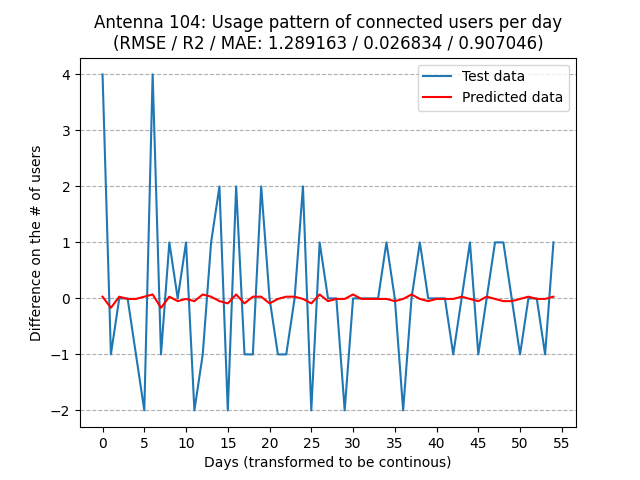 Antenna 104: Usage pattern of connected users per day
(RMSE / R2 / MAE: 1.289163 / 0.026834 / 0.907046)
Test data
Predicted data
4
3
2
1
0
−1
−2
Difference on the # of users
0 5 10 15 20 25 30 35 40 45 50 55
Days (transformed to be continous)